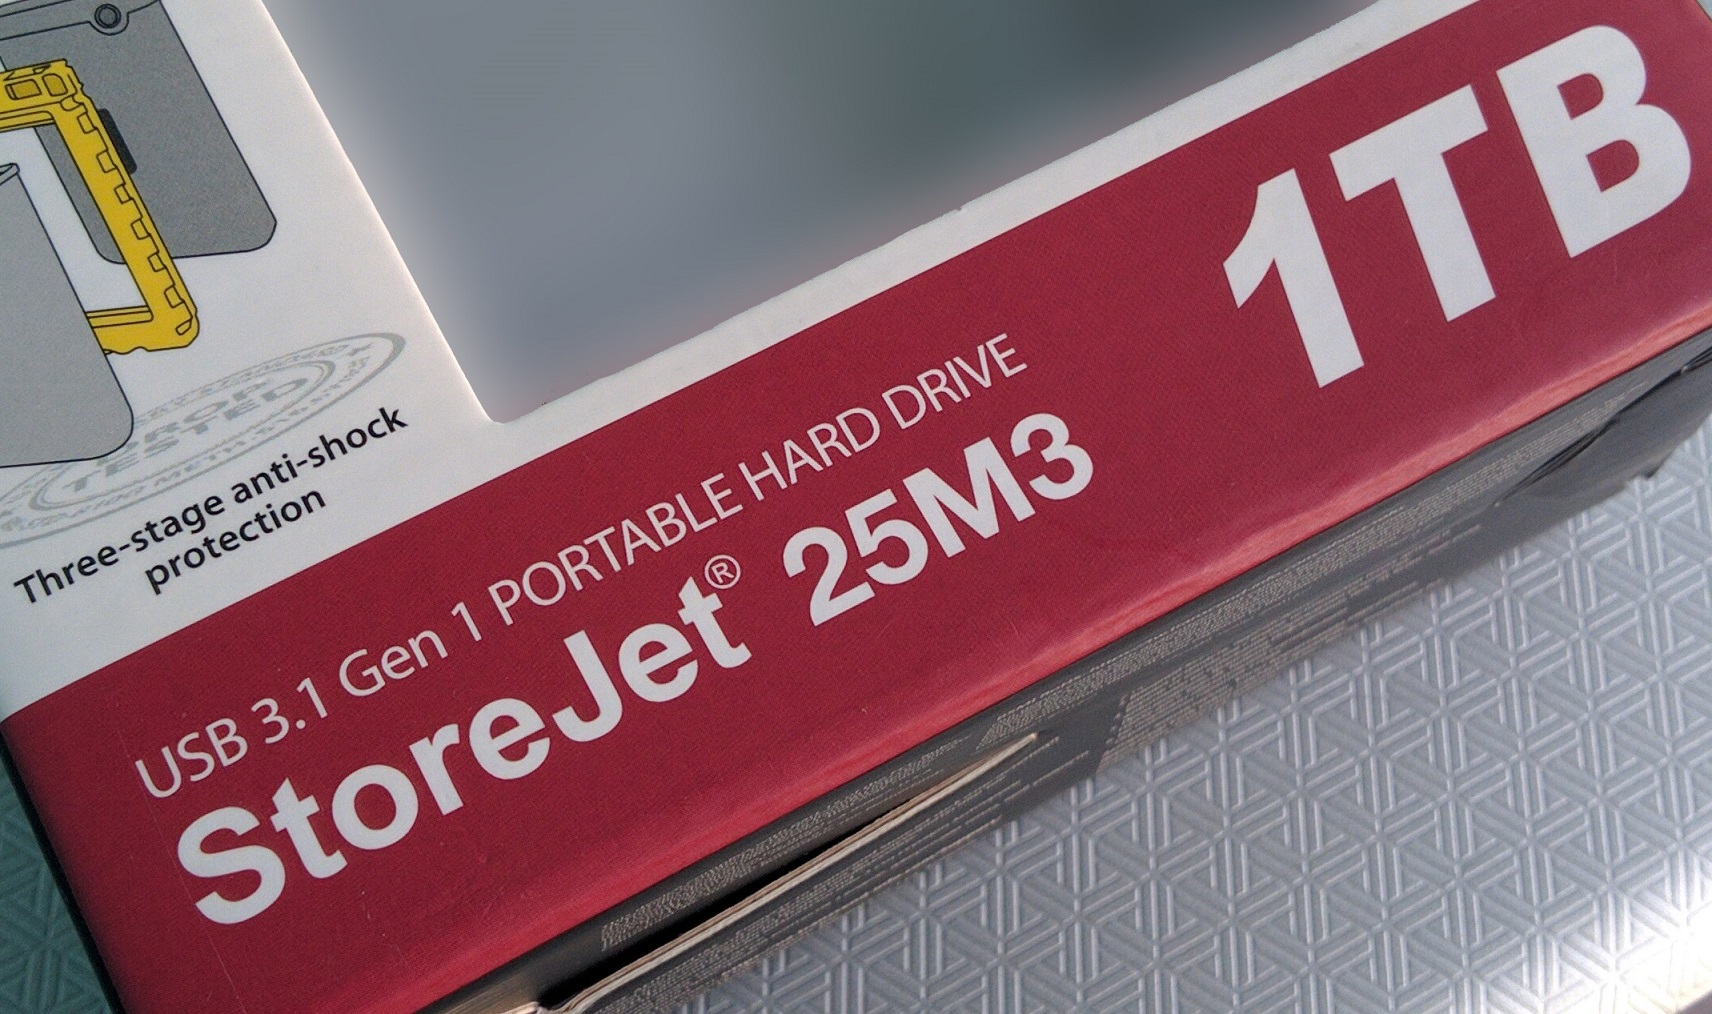 DROP
TESTED
Three-stage anti-shock
protection
USB 3.1 Gen 1 PORTABLE HARD DRIVE
StoreJet® 25M3
1TB